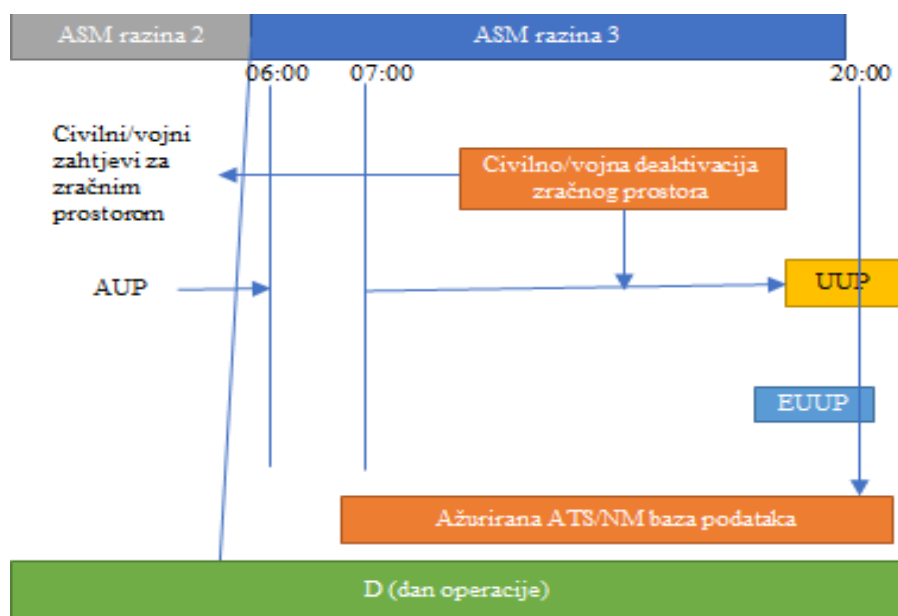 ASM razina 2
ASM razina 3
06:00
07:00
20:00
Civilni/vojni
zahtjevi za
zračnim
prostorom
Civilno/vojna deaktivacija
zračnog prostora
AUP
UUP
EUUP
Ažurirana ATS/NM baza podataka
D (dan operacije)